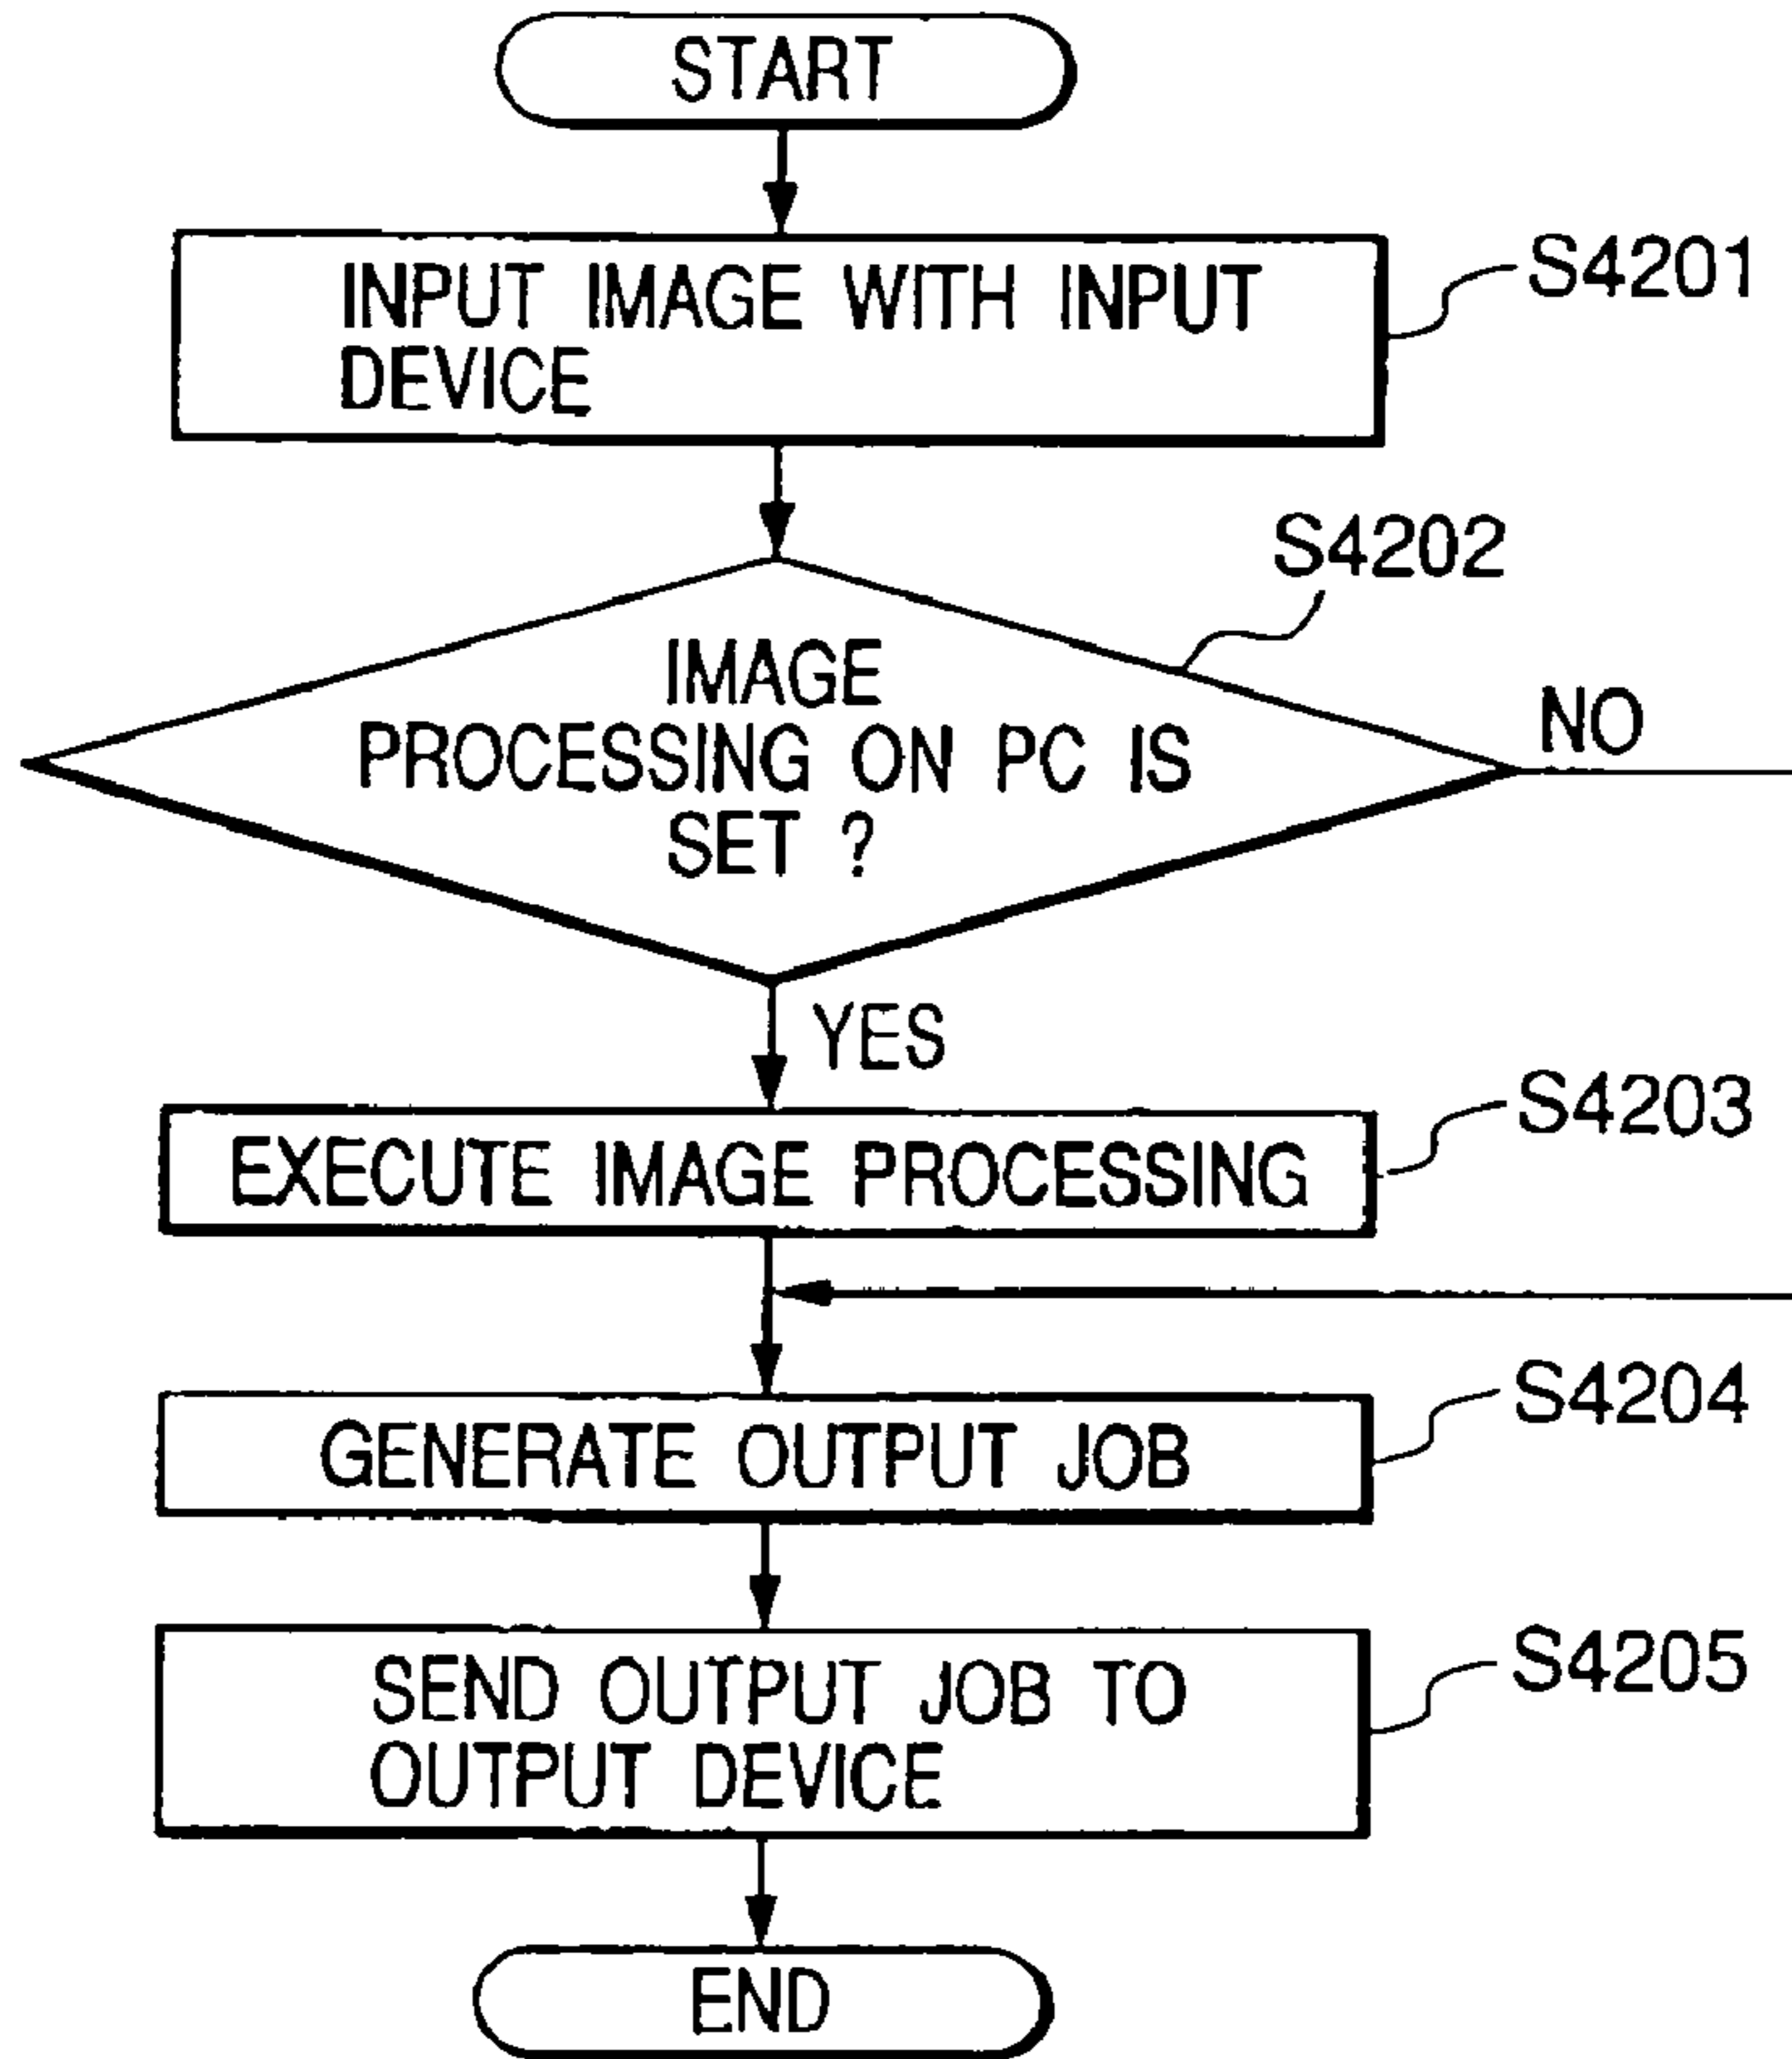 START
INPUT IMAGE WITH INPUT
DEVICE
S4201
S4202
IMAGE
PROCESSING ON PC IS
SET ?
NO
YES
EXECUTE IMAGE PROCESSING
S4203
GENERATE OUTPUT JOB
S4204
SEND OUTPUT JOB TO
OUTPUT DEVICE
S4205
END